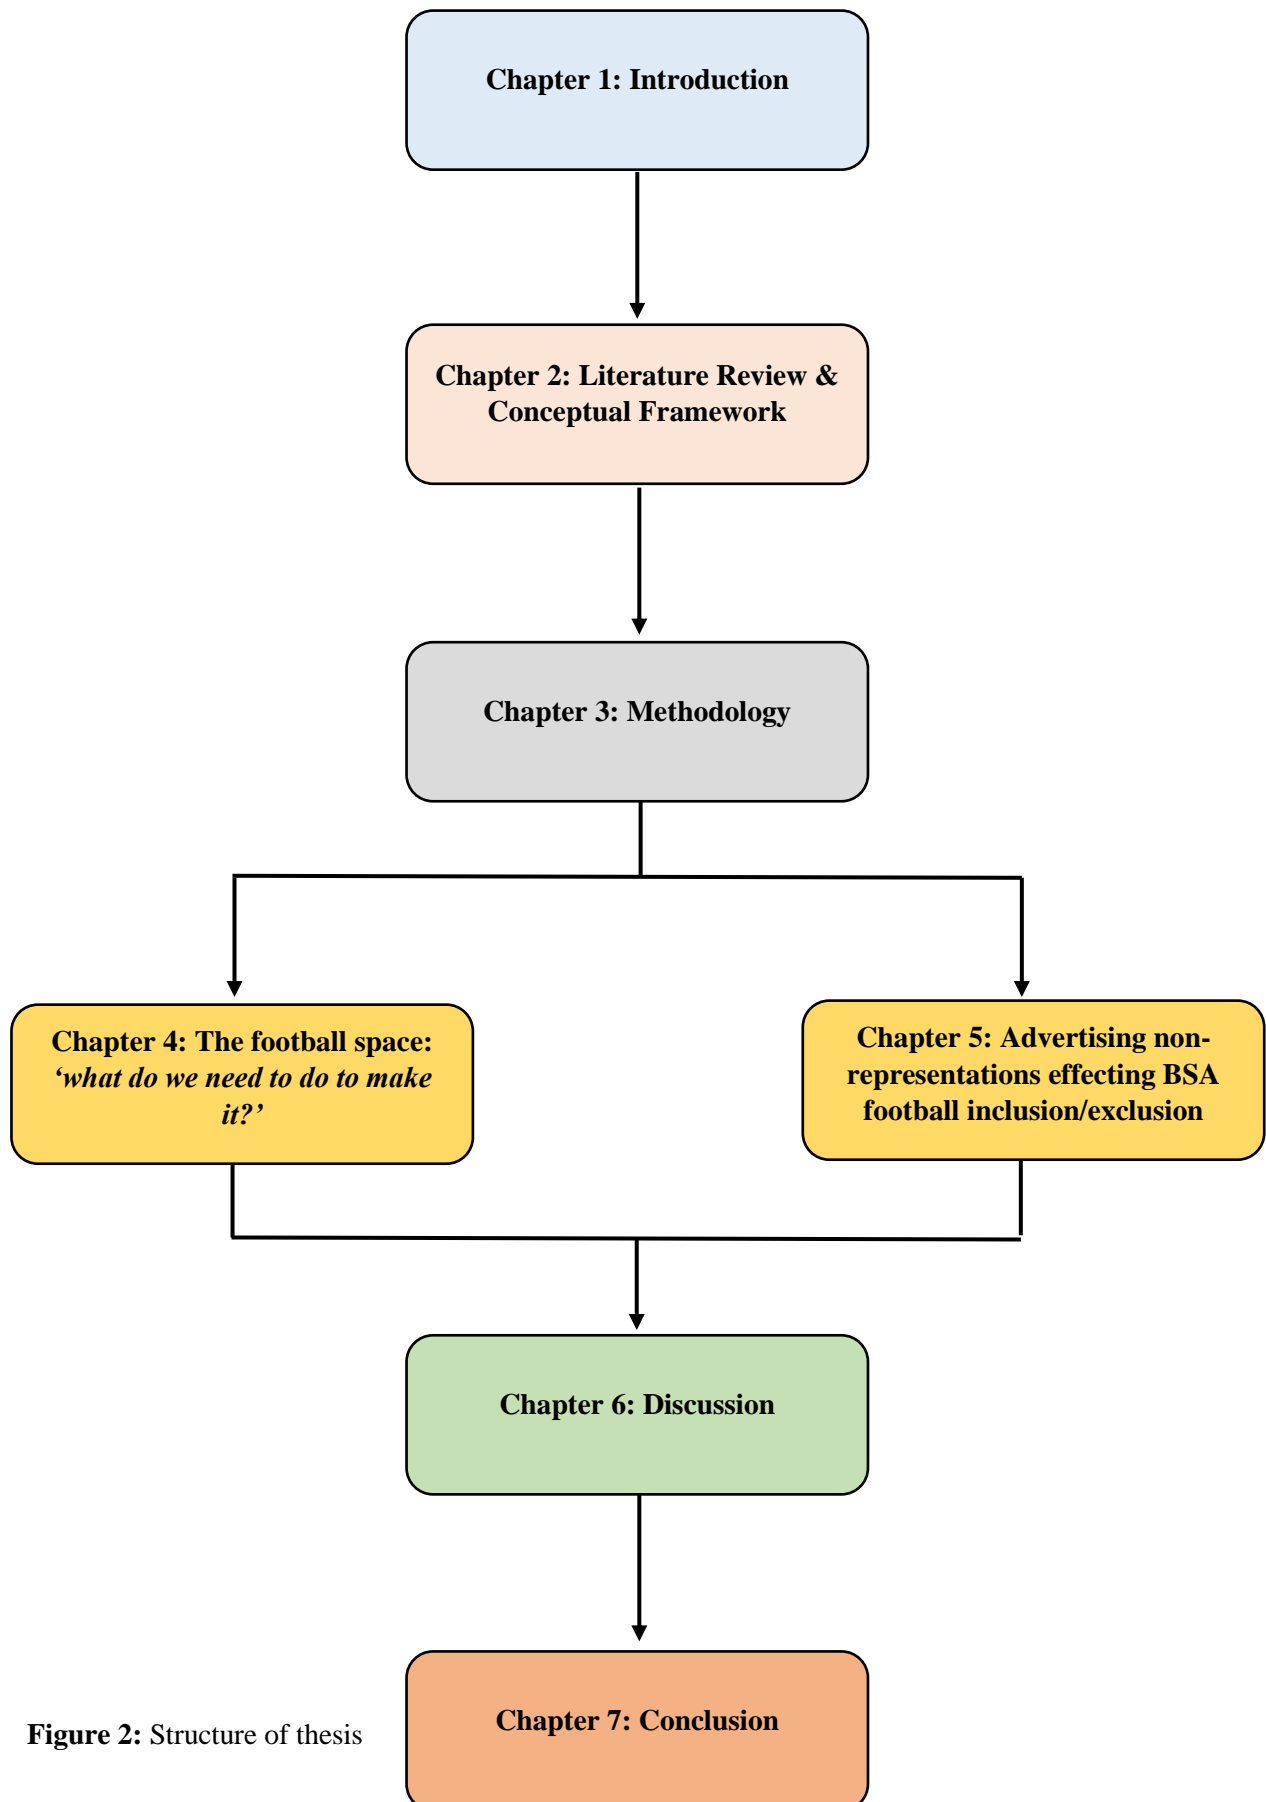 Chapter 1: Introduction
Chapter 2: Literature Review &
Conceptual Framework
Chapter 3: Methodology
Chapter 4: The football space:
‘what do we need to do to make
it?’
Chapter 5: Advertising non-
representations effecting BSA
football inclusion/exclusion
Chapter 6: Discussion
Chapter 7: Conclusion
Figure 2: Structure of thesis